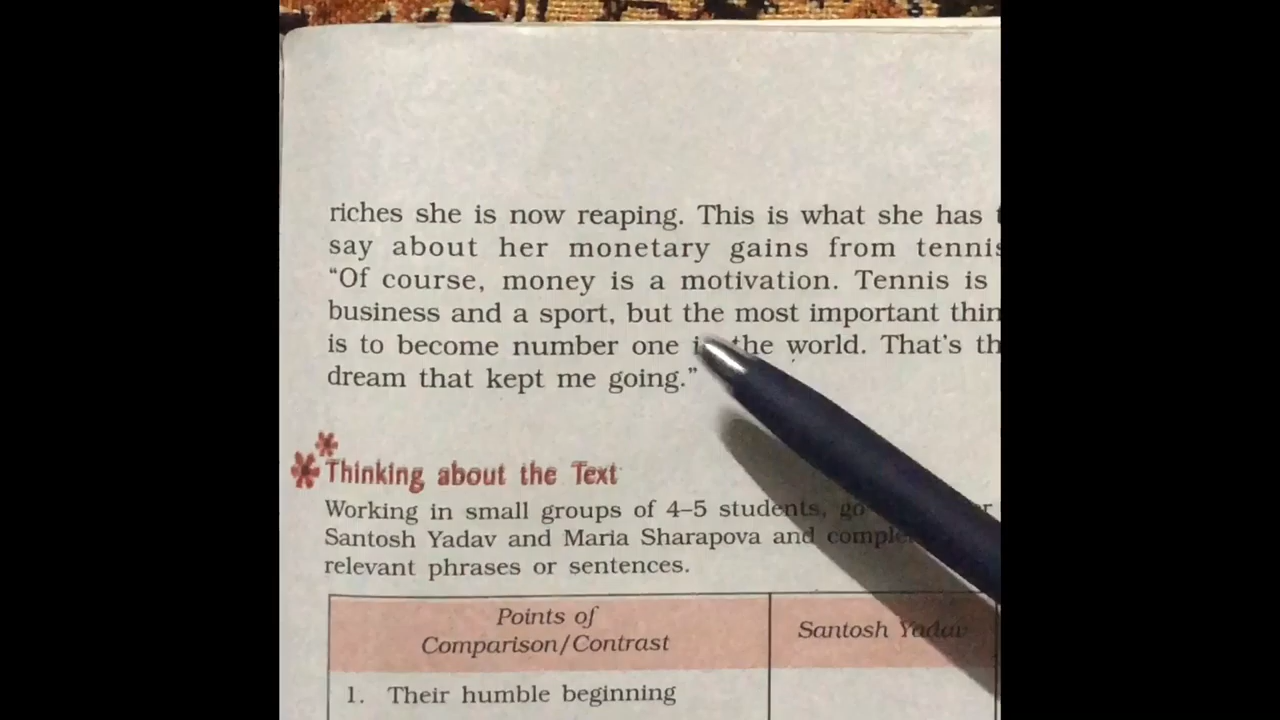 riches she is now reaping. This is what she has
say about her monetary gains from tennis
“Of course, money is a motivation. Tennis is
business and a sport, but the most important
is to become number one the world. That's
dream that kept me going.”
Thinking about the Text
Working in small groups of 4–5 students,
Santosh Yadav and Maria Sharapova and
relevant phrases or sentences.
Points of
Comparison/Contrast
Santosh Yadav
1. Their humble beginning